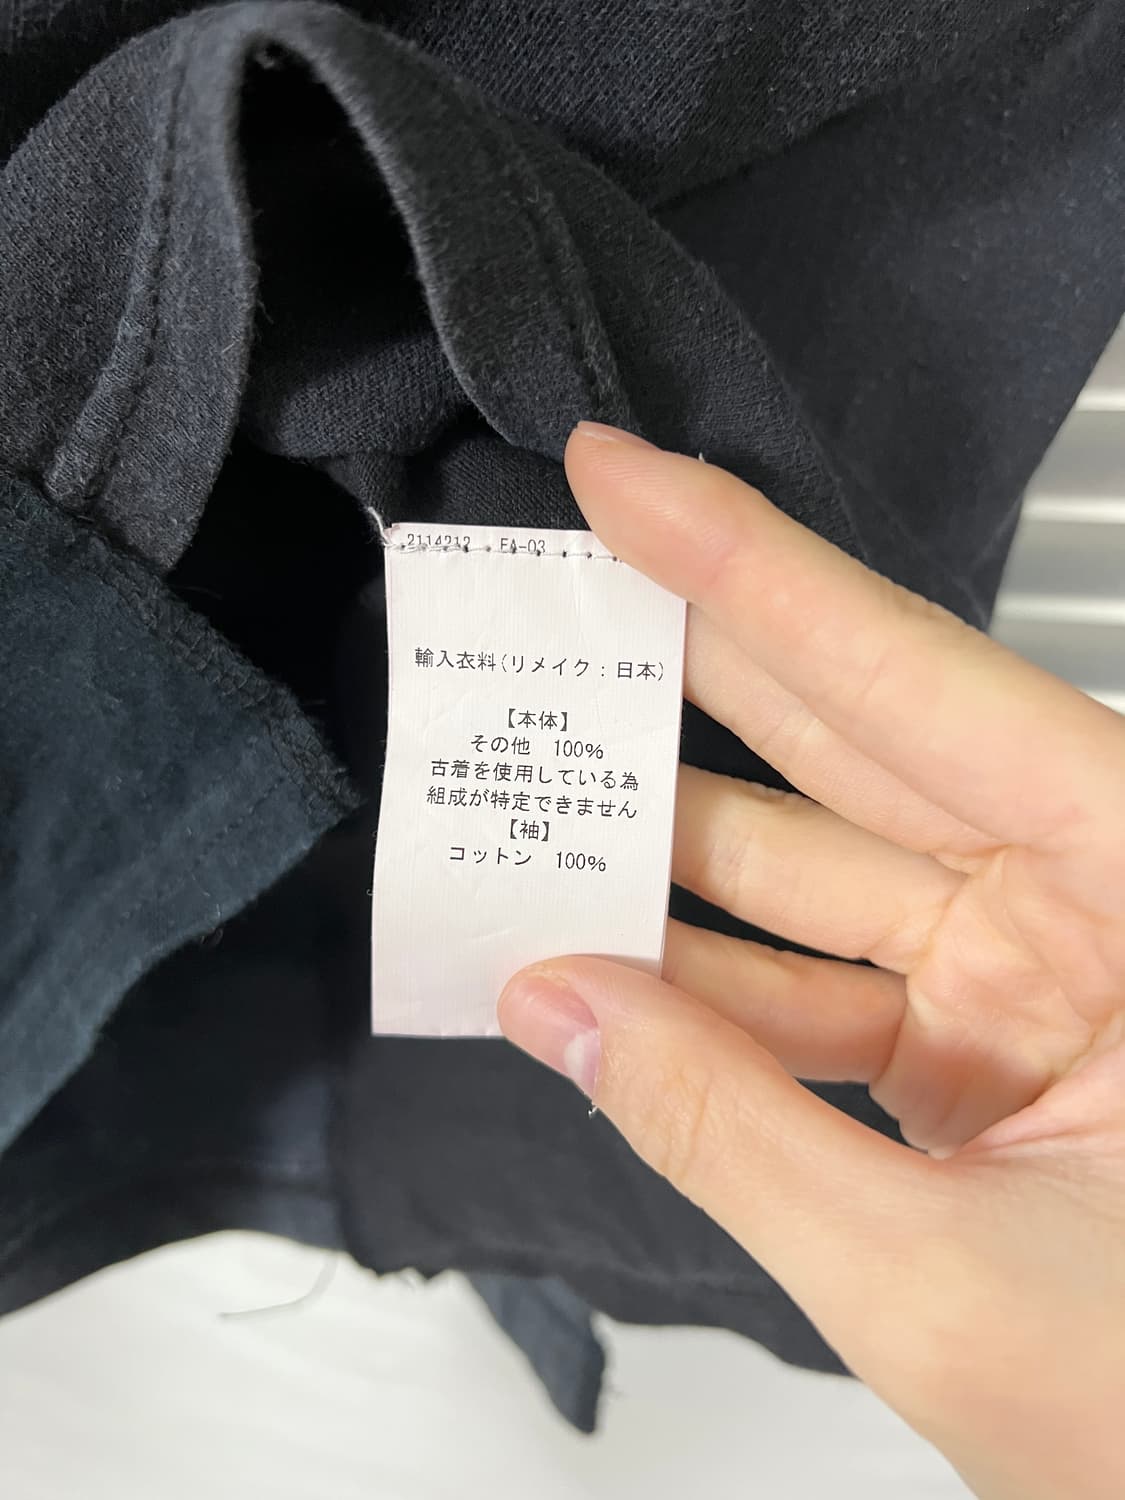 2114212 FA-03
輸入衣料(リメイク：日本)
【本体】
その他 100%
古着を使用している為
組成が特定できません
【袖】
コットン 100%